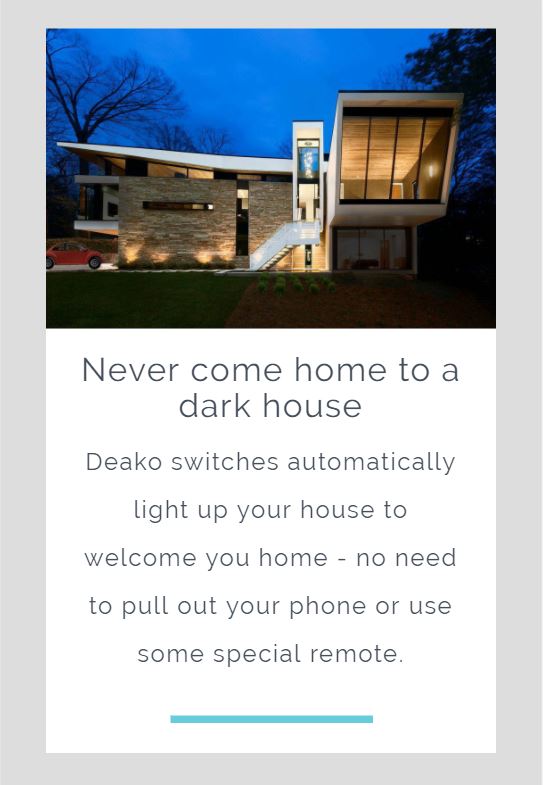 Never come home to a
dark house
Deako switches automatically
light up your house to
welcome you home - no need
to pull out your phone or use
some special remote.